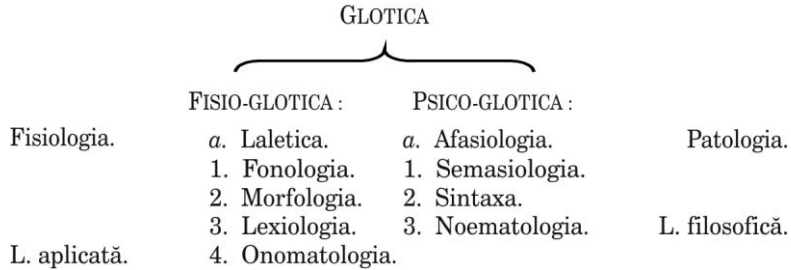 GLOTICA
FISIO-GLOTICA : PSICO-GLOTICA :
Fisiologia. a. Laletica. a. Afasiologia. Patologia.
1. Fonologia. 1. Semasiologia.
2. Morfologia. 2. Sintaxa.
3. Lexiologia. 3. Noematologia. L. filosofică.
L. aplicată. 4. Onomatologia.